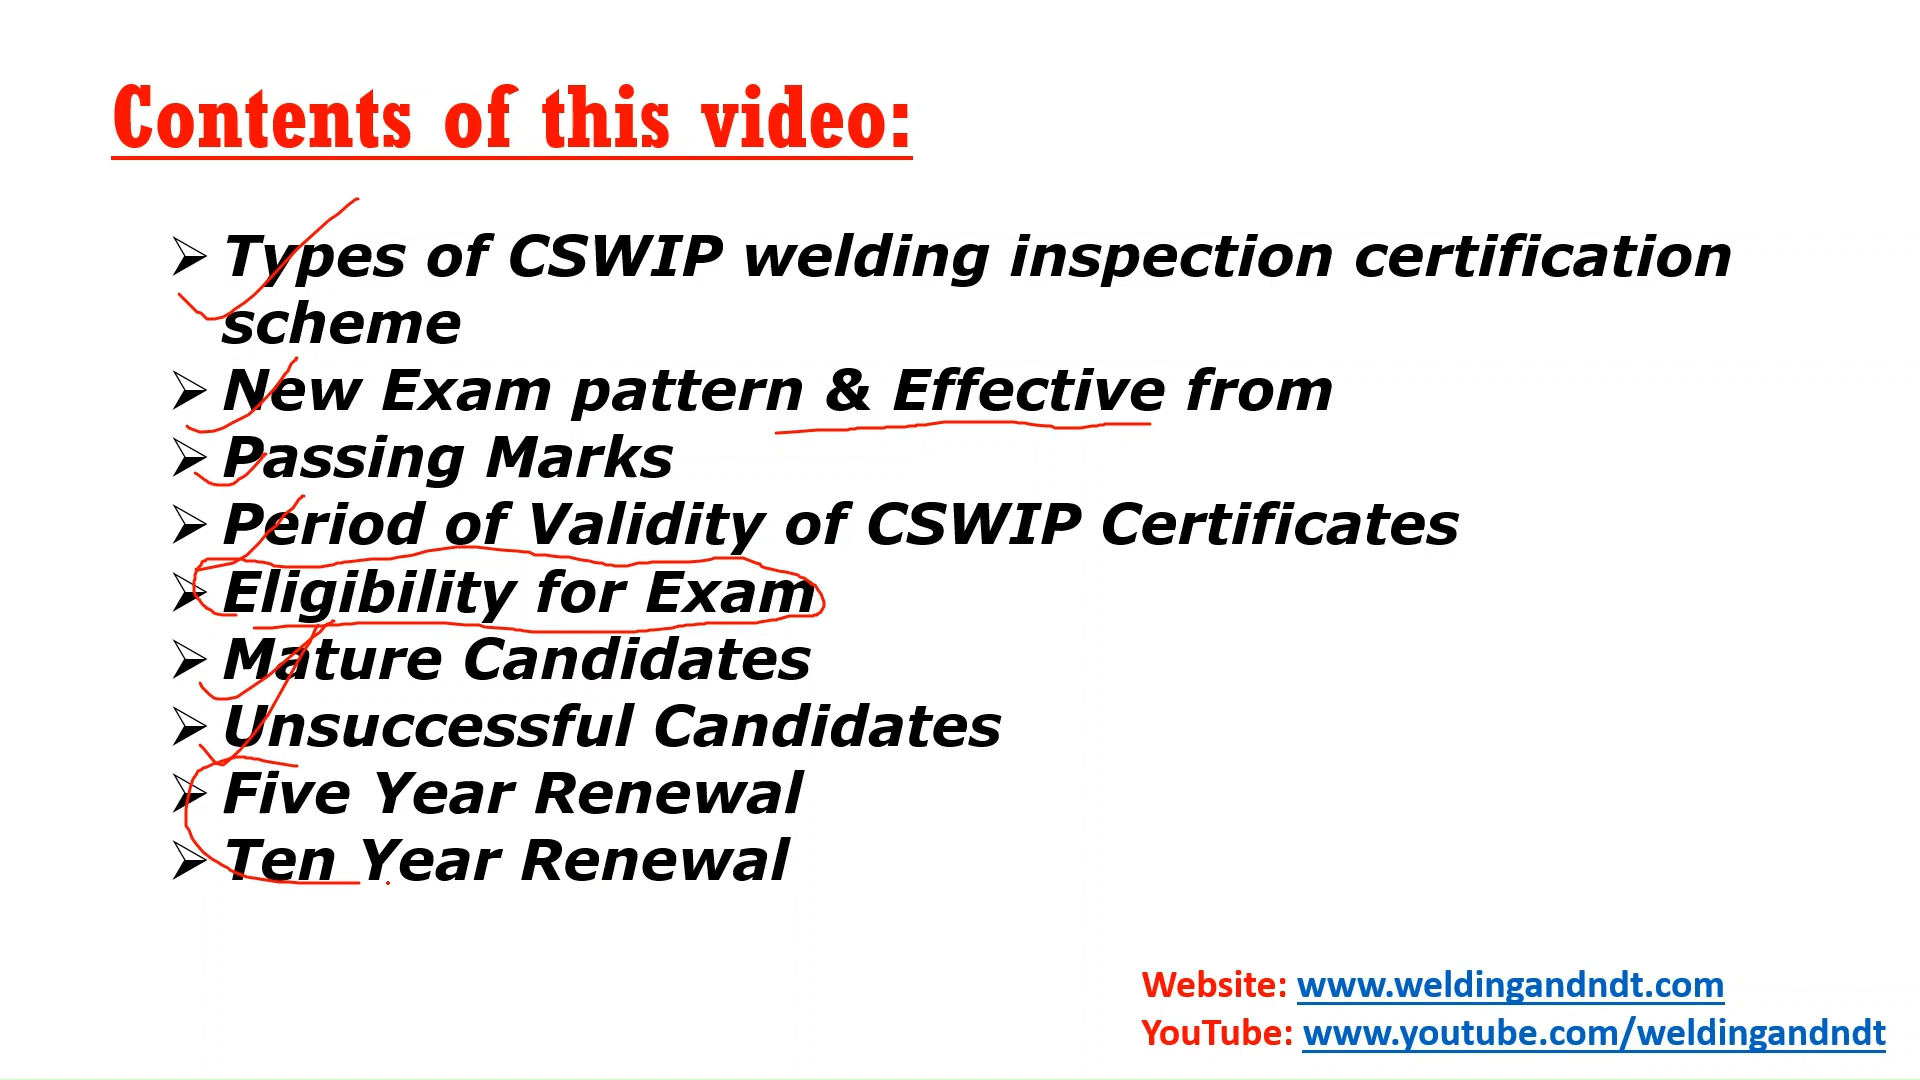 Contents of this video:
➢ Types of CSWIP welding inspection certification
scheme
➢ New Exam pattern & Effective from
➢ Passing Marks
➢ Period of Validity of CSWIP Certificates
➢ Eligibility for Exam
➢ Mature Candidates
➢ Unsuccessful Candidates
➢ Five Year Renewal
➢ Ten Year Renewal
Website: www.weldingandndt.com
YouTube: www.youtube.com/weldingandndt